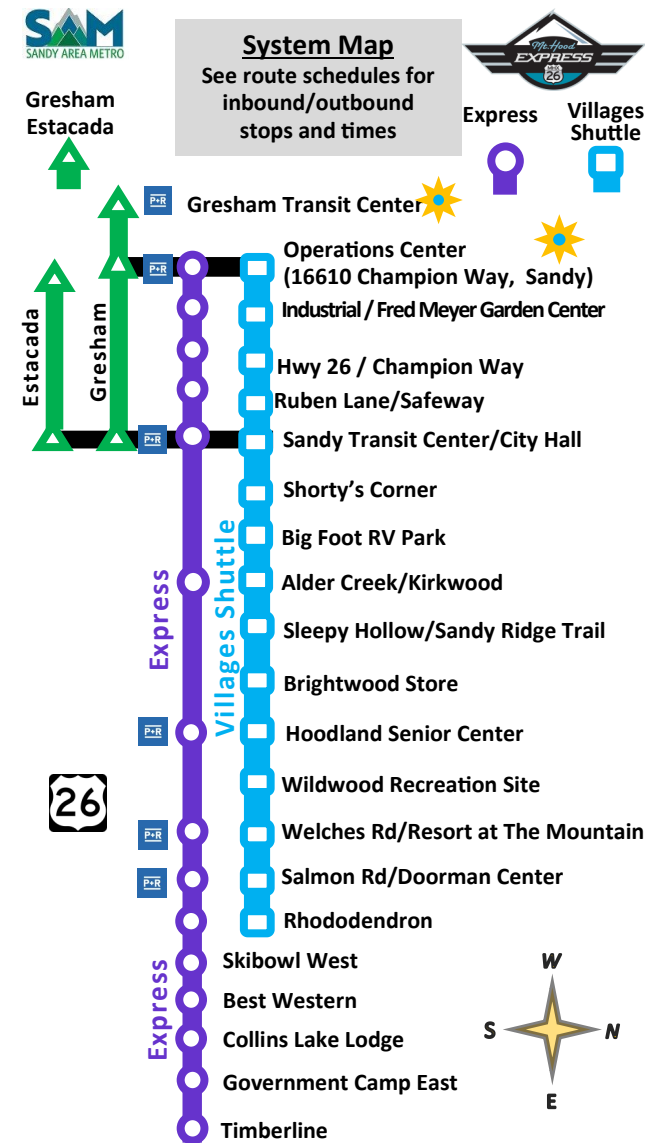 SAM
SANDY AREA METRO
System Map
See route schedules for
inbound/outbound
stops and times
Mt. Hood
EXPRESS
MHX
26
Gresham
Estacada
Express
Villages
Shuttle
P+R
Gresham Transit Center
P+R
Operations Center
(16610 Champion Way, Sandy)
Industrial / Fred Meyer Garden Center
Hwy 26 / Champion Way
Ruben Lane/Safeway
Estacada
Gresham
P+R
Sandy Transit Center/City Hall
Shorty's Corner
Big Foot RV Park
Alder Creek/Kirkwood
Sleepy Hollow/Sandy Ridge Trail
Express
Villages Shuttle
Brightwood Store
P+R
Hoodland Senior Center
Wildwood Recreation Site
26
P+R
Welches Rd/Resort at The Mountain
P+R
Salmon Rd/Doorman Center
Rhododendron
Express
Skibowl West
Best Western
Collins Lake Lodge
Government Camp East
Timberline
W
S
N
E